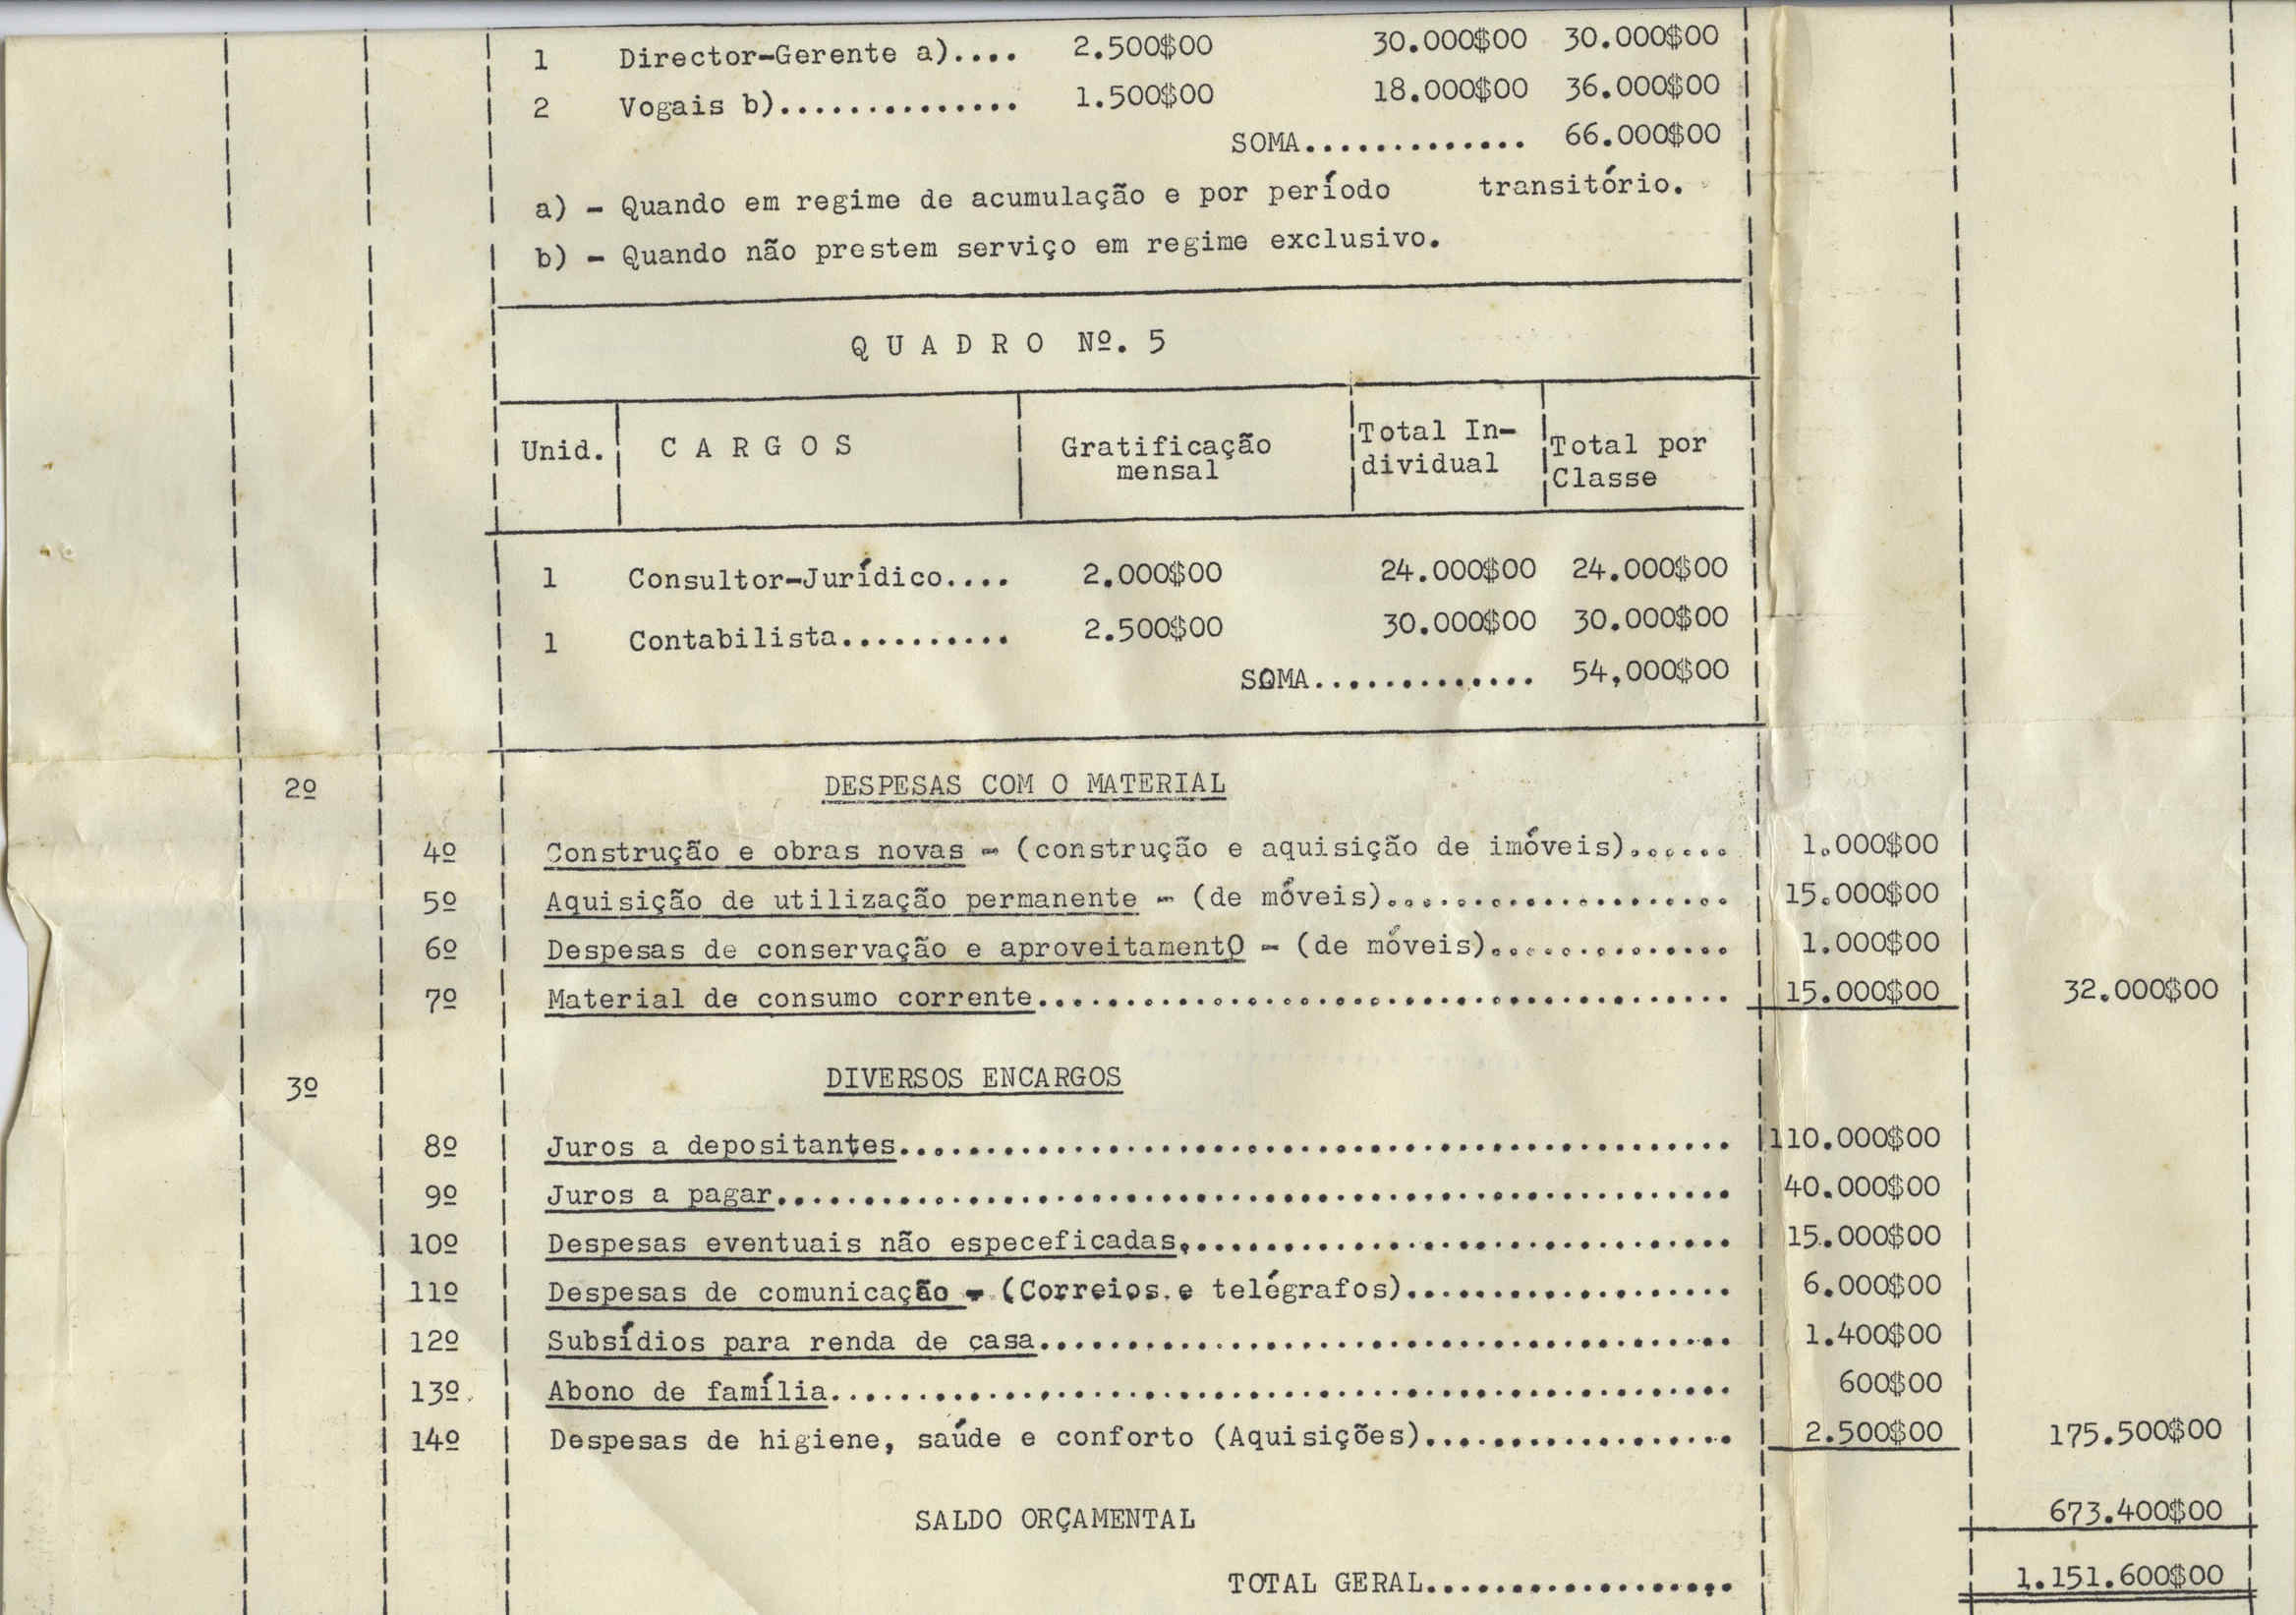 1 Director-Gerente a).... 2.500$00 30.000$00 30.000$00
2 Vogais b).............. 1.500$00 18.000$00 36.000$00
SOMA............. 66.000$00
a) - Quando em regime de acumulação e por período transitório.
b) - Quando não prestem serviço em regime exclusivo.
Q U A D R O Nº. 5
Unid. C A R G O S Gratificação mensal Total In-dividual Total por Classe
1 Consultor-Jurídico.... 2.000$00 24.000$00 24.000$00
1 Contabilista.......... 2.500$00 30.000$00 30.000$00
SOMA............. 54,000$00
2º DESPESAS COM O MATERIAL
4º Construção e obras novas - (construção e aquisição de imóveis)...... 1.000$00
5º Aquisição de utilização permanente - (de móveis).................... 15.000$00
6º Despesas de conservação e aproveitamentO - (de móveis).............. 1.000$00
7º Material de consumo corrente........................................ 15.000$00 32.000$00
3º DIVERSOS ENCARGOS
8º Juros a depositantes................................................ 110.000$00
9º Juros a pagar....................................................... 40.000$00
10º Despesas eventuais não especeficadas................................ 15.000$00
11º Despesas de comunicação - (Correios e telégrafos)................... 6.000$00
12º Subsídios para renda de casa........................................ 1.400$00
13º Abono de família.................................................... 600$00
14º Despesas de higiene, saúde e conforto (Aquisições).................. 2.500$00 175.500$00
SALDO ORÇAMENTAL 673.400$00
TOTAL GERAL.................. 1.151.600$00